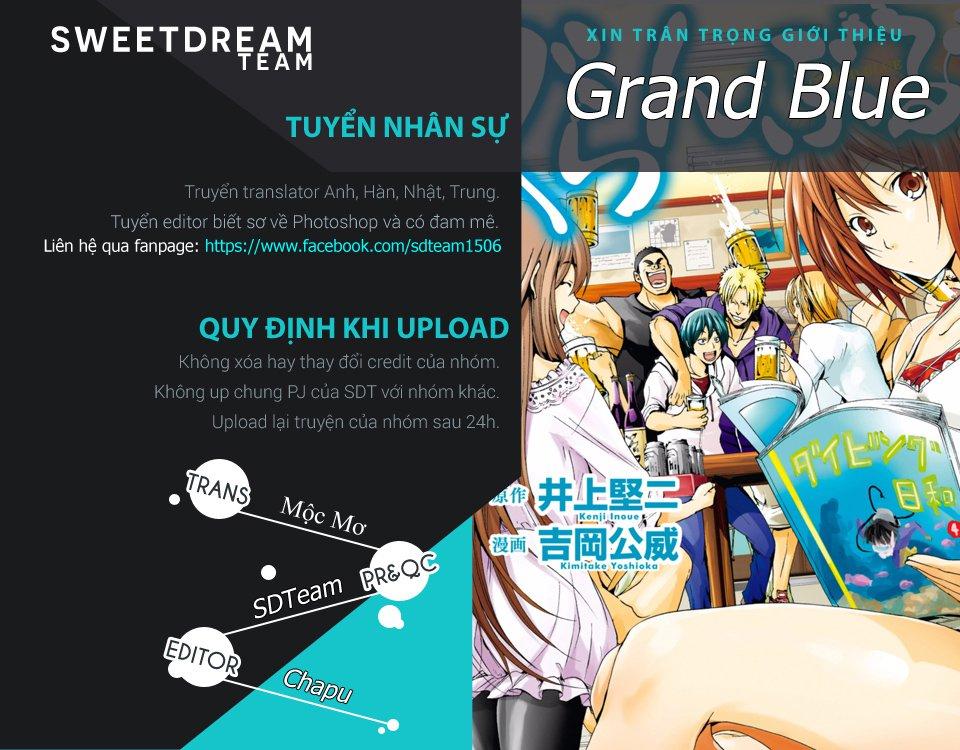 SWEETDREAM
TEAM
TUYỂN NHÂN SỰ
Truyển translator Anh, Hàn, Nhật, Trung.
Tuyển editor biết sơ về Photoshop và có đam mê.
Liên hệ qua fanpage: https://www.facebook.com/sdteam1506
QUY ĐỊNH KHI UPLOAD
Không xóa hay thay đổi credit của nhóm.
Không up chung PJ của SDT với nhóm khác.
Upload lại truyện của nhóm sau 24h.
TRANS
Mộc Mơ
PR&QC
SDTeam
EDITOR
Chapu
XIN TRÂN TRỌNG GIỚI THIỆU
Grand Blue
ダイビング
日和
4
原作 井上堅二
Kenji Inoue
漫画 吉岡公威
Kimitake Yoshioka